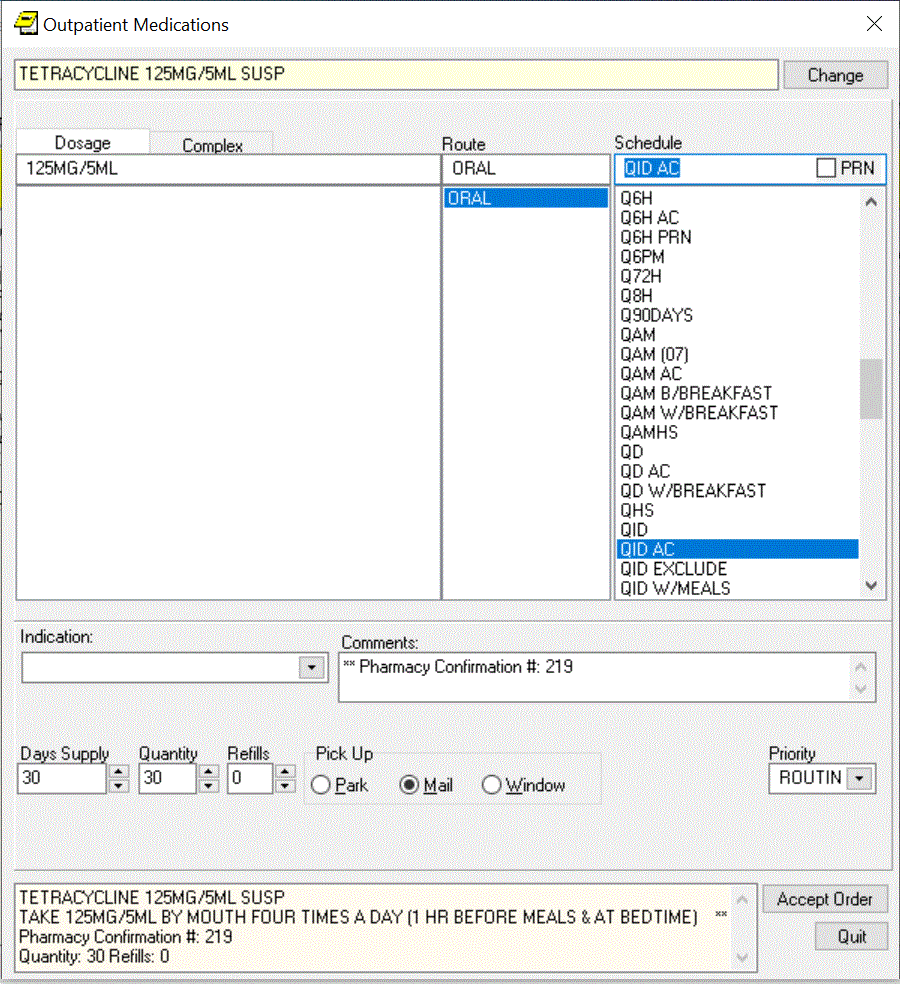 Outpatient Medications
TETRACYCLINE 125MG/5ML SUSP
Change
Dosage
Complex
Route
Schedule
125MG/5ML
ORAL
QID AC
PRN
ORAL
Q6H
Q6H AC
Q6H PRN
Q6PM
Q72H
Q8H
Q90DAYS
QAM
QAM (07)
QAM AC
QAM B/BREAKFAST
QAM W/BREAKFAST
QAMHS
QD
QD AC
QD W/BREAKFAST
QHS
QID
QID AC
QID EXCLUDE
QID W/MEALS
Indication:
Comments:
** Pharmacy Confirmation #: 219
Days Supply
Quantity
Refills
Pick Up
Priority
30
30
0
Park
Mail
Window
ROUTIN
TETRACYCLINE 125MG/5ML SUSP
TAKE 125MG/5ML BY MOUTH FOUR TIMES A DAY (1 HR BEFORE MEALS & AT BEDTIME) **
Pharmacy Confirmation #: 219
Quantity: 30 Refills: 0
Accept Order
Quit